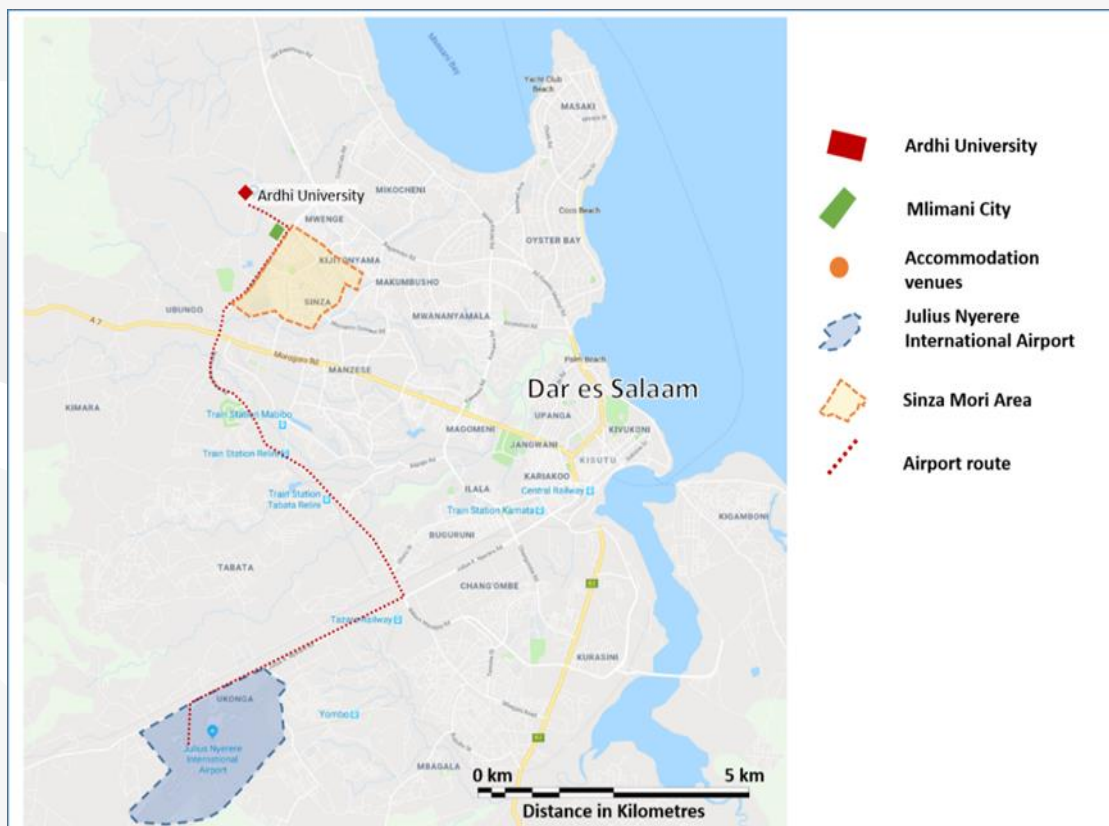 Msasani Bay
Yacht Club
Beach
MASAKI
Ardhi University
MIKOCHENI
MWENGE
Coco Beach
OYSTER BAY
KIJITONYAMA
MAKUMBUSHO
SINZA
UBUNGO
MWANANYAMALA
A 7
Morogoro Rd
Palm Beach
MANZESE
Dar es Salaam
KIMARA
UPANGA
Train Station Mabibo
MAGOMENI
KIVUKONI
JANGWANI
Train Station Relini
KISUTU
KARIAKOO
Train Station
Tabata Relini
ILALA
Central Railway
Train Station Kamata
KIGAMBONI
BUGURUNI
TABATA
CHANG'OMBE
Tazara Railway
KURASINI
UKONGA
Yombo
Julius Nyerere
International
Airport
MBAGALA
0 km
5 km
Distance in Kilometres
Ardhi University
Mlimani City
Accommodation
venues
Julius Nyerere
International Airport
Sinza Mori Area
Airport route